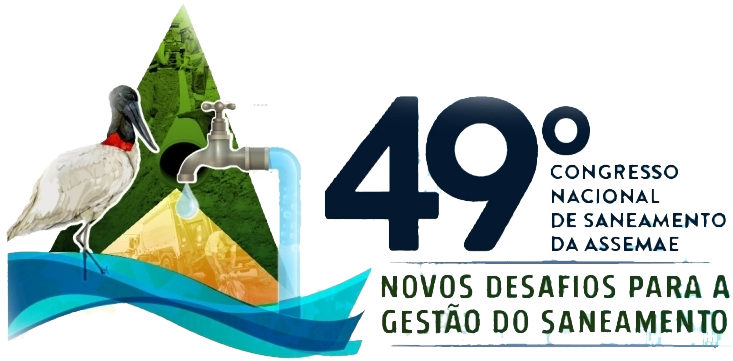 49º
CONGRESSO
NACIONAL
DE SANEAMENTO
DA ASSEMAE
NOVOS DESAFIOS PARA A
GESTÃO DO SANEAMENTO